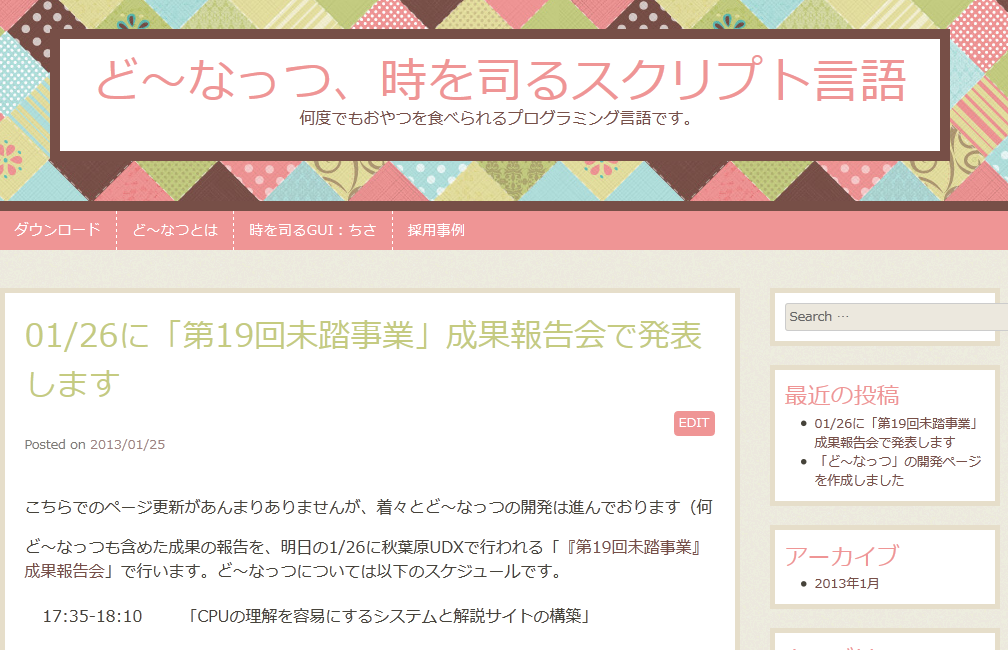 ど～なっつ、時を司るスクリプト言語
何度でもおやつを食べられるプログラミング言語です。
ダウンロード
ど～なつとは
時を司るGUI：ちさ
採用事例
01/26に「第19回未踏事業」成果報告会で発表
します
EDIT
Posted on 2013/01/25
こちらでのページ更新があんまりありませんが、着々とど～なっつの開発は進んでおります（何
ど～なっつも含めた成果の報告を、明日の1/26に秋葉原UDXで行われる「『第19回未踏事業』
成果報告会」で行います。ど～なっつについては以下のスケジュールです。
17:35-18:10 「CPUの理解を容易にするシステムと解説サイトの構築」
Search …
最近の投稿
01/26に「第19回未踏事業」
成果報告会で発表します
「ど～なっつ」の開発ページ
を作成しました
アーカイブ
2013年1月